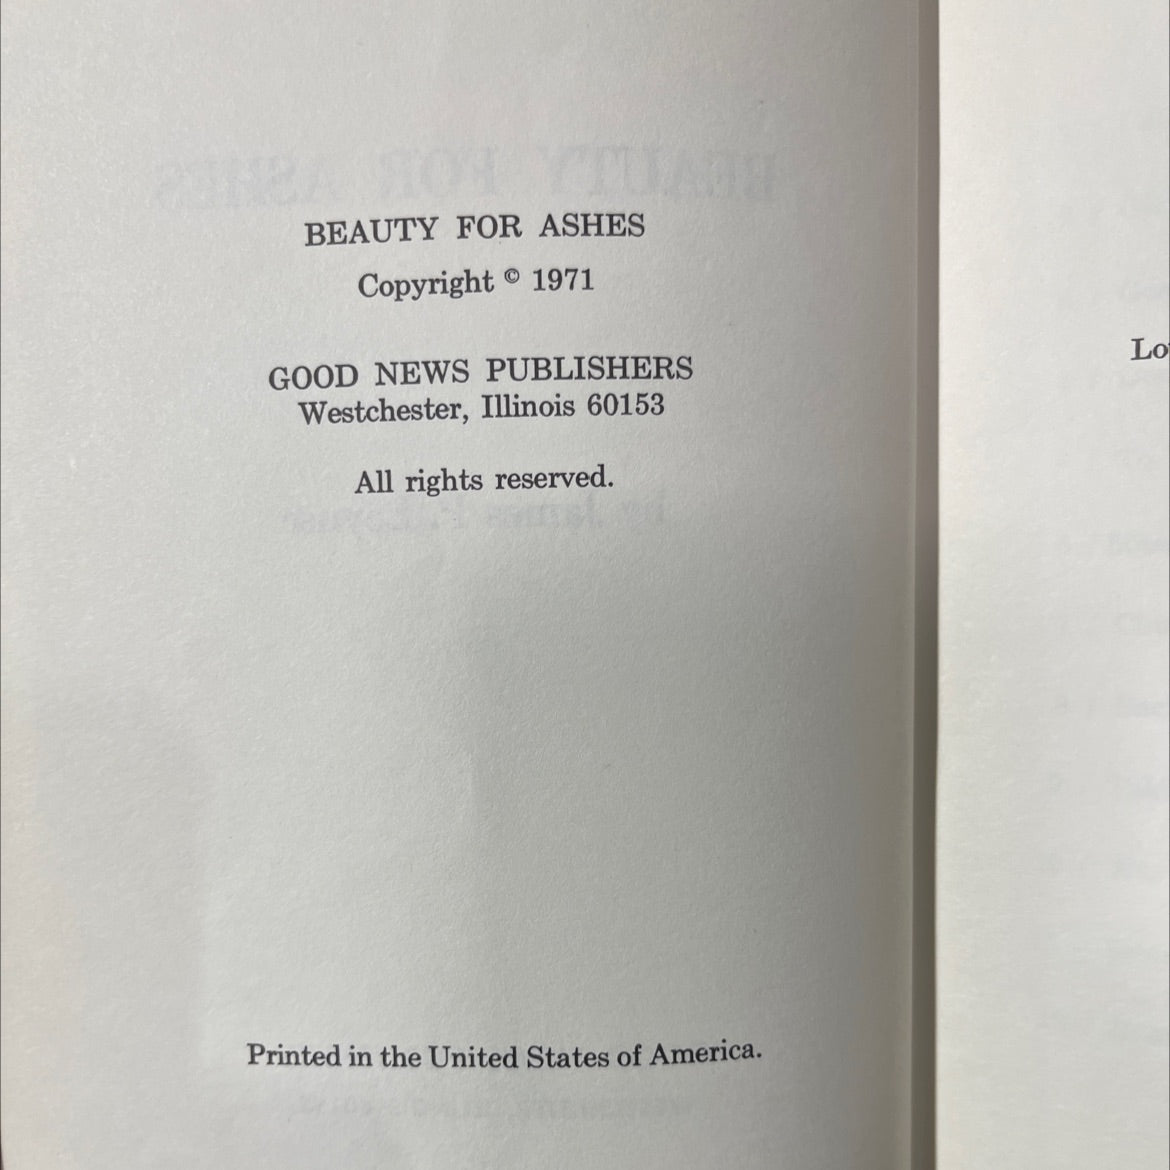 BEAUTY FOR ASHES
Copyright © 1971
GOOD NEWS PUBLISHERS
Westchester, Illinois 60153
All rights reserved.
Printed in the United States of America.